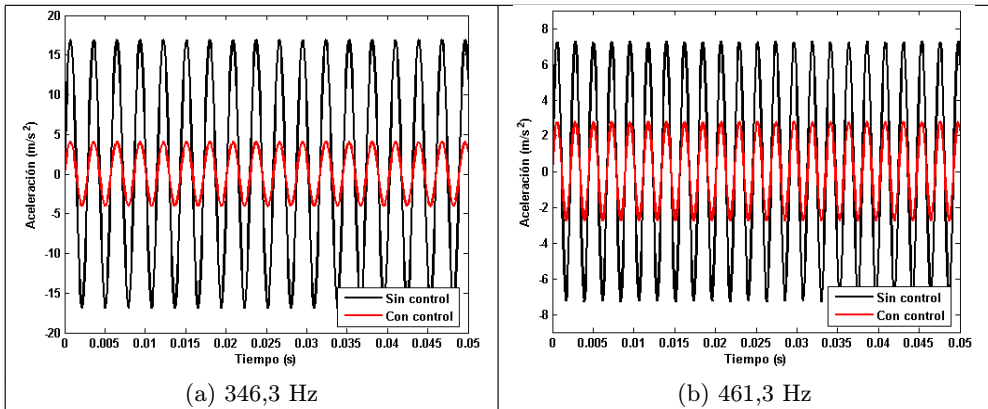 20
15
10
5
0
-5
-10
-15
-20
Aceleración (m/s²)
Sin control
Con control
0 0.005 0.01 0.015 0.02 0.025 0.03 0.035 0.04 0.045 0.05
Tiempo (s)
(a) 346,3 Hz
8
6
4
2
0
-2
-4
-6
-8
Aceleración (m/s²)
Sin control
Con control
0 0.005 0.01 0.015 0.02 0.025 0.03 0.035 0.04 0.045 0.05
Tiempo (s)
(b) 461,3 Hz